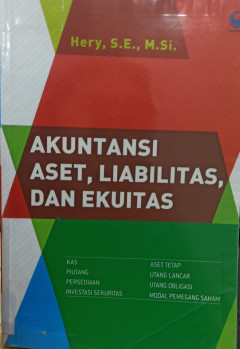 Hery, S.E., M.Si.
AKUNTANSI
ASET, LIABILITAS,
DAN EKUITAS
KAS
PIUTANG
PERSEDIAAN
INVESTASI SEKURITAS
ASET TETAP
UTANG LANCAR
UTANG OBLIGASI
MODAL PEMEGANG SAHAM